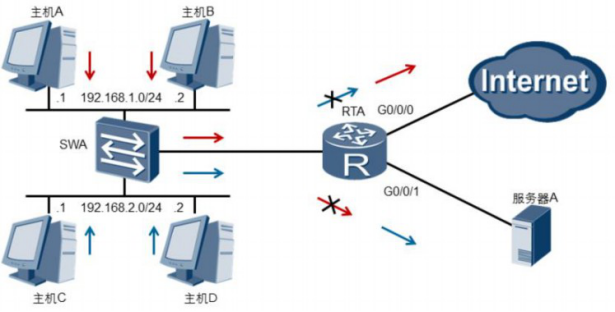 主机A
主机B
.1 192.168.1.0/24 .2
SWA
RTA
G0/0/0
Internet
R
G0/0/1
服务器A
.1 192.168.2.0/24 .2
主机C
主机D